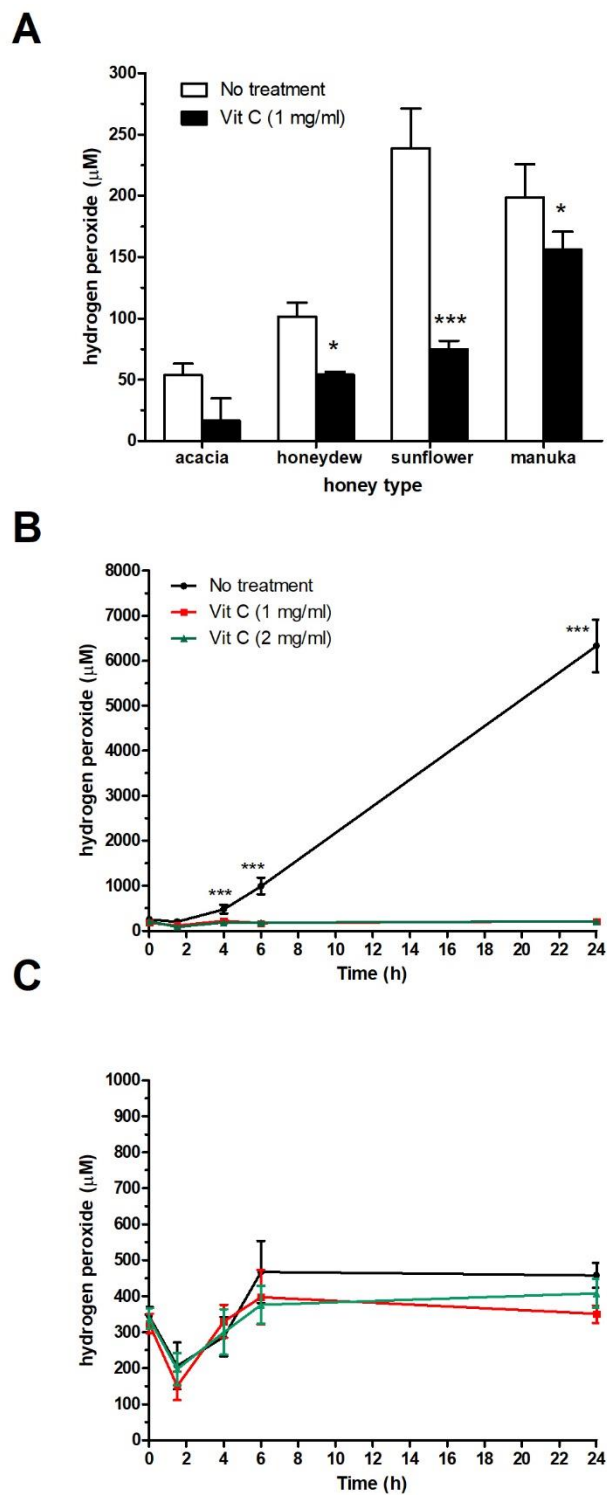 A
No treatment
Vit C (1 mg/ml)
hydrogen peroxide (μM)
300
250
200
150
100
50
0
*
***
*
acacia honeydew sunflower manuka
honey type
B
No treatment
Vit C (1 mg/ml)
Vit C (2 mg/ml)
hydrogen peroxide (μM)
8000
7000
6000
5000
4000
3000
2000
1000
0
***
***
***
0 2 4 6 8 10 12 14 16 18 20 22 24
Time (h)
C
hydrogen peroxide (μM)
1000
900
800
700
600
500
400
300
200
100
0
0 2 4 6 8 10 12 14 16 18 20 22 24
Time (h)